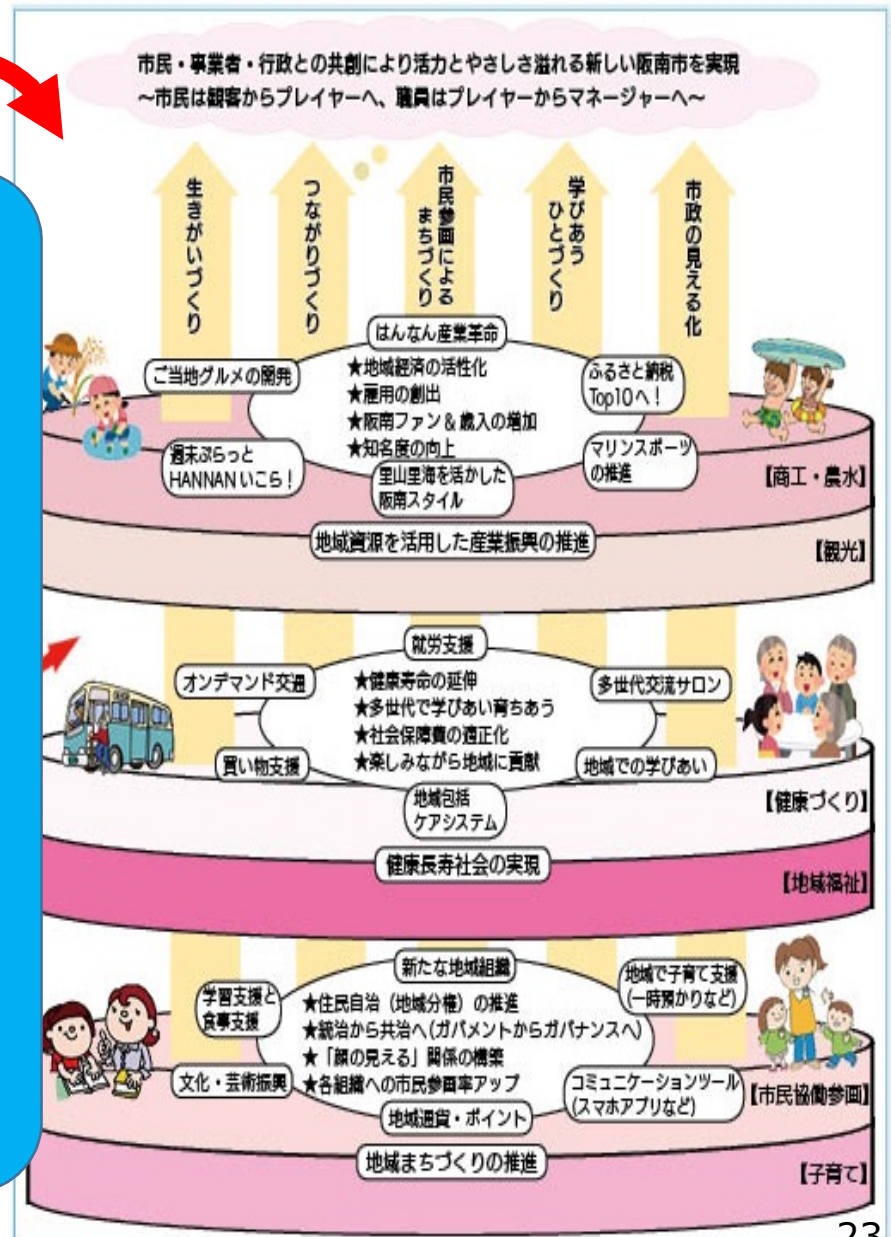 市民・事業者・行政との共創により活力とやさしさ溢れる新しい阪南市を実現
～市民は観客からプレイヤーへ、職員はプレイヤーからマネージャーへ～
生きがいづくり
つながりづくり
市民参画による
まちづくり
学びあう
ひとづくり
市政の見える化
はんなん産業革命
ご当地グルメの開発
★地域経済の活性化
★雇用の創出
★阪南ファン＆歳入の増加
★知名度の向上
ふるさと納税
Top10へ！
週末ぷらっと
HANNANいこら！
里山里海を活かした
阪南スタイル
マリンスポーツ
の推進
【商工・農水】
地域資源を活用した産業振興の推進
【観光】
就労支援
オンデマンド交通
★健康寿命の延伸
★多世代で学びあい育ちあう
★社会保障費の適正化
★楽しみながら地域に貢献
多世代交流サロン
買い物支援
地域での学びあい
地域包括
ケアシステム
【健康づくり】
健康長寿社会の実現
【地域福祉】
新たな地域組織
学習支援と
食事支援
★住民自治（地域分権）の推進
★統治から共治へ(ガバメントからガバナンスへ)
★「顔の見える」関係の構築
★各組織への市民参画率アップ
地域で子育て支援
(一時預かりなど)
文化・芸術振興
コミュニケーションツール
(スマホアプリなど)
地域通貨・ポイント
【市民協働参画】
地域まちづくりの推進
【子育て】
23